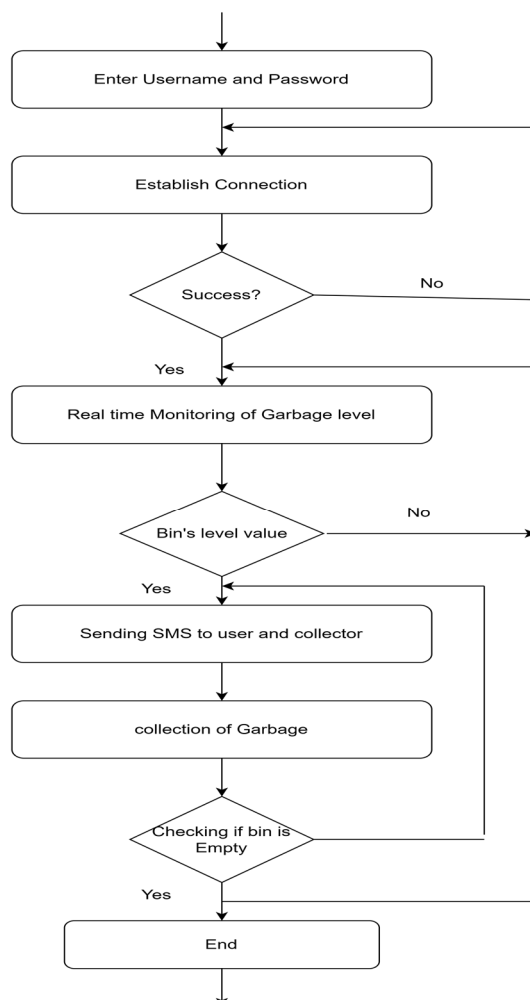 Enter Username and Password
Establish Connection
Success?
No
Yes
Real time Monitoring of Garbage level
Bin's level value
No
Yes
Sending SMS to user and collector
collection of Garbage
Checking if bin is
Empty
Yes
End